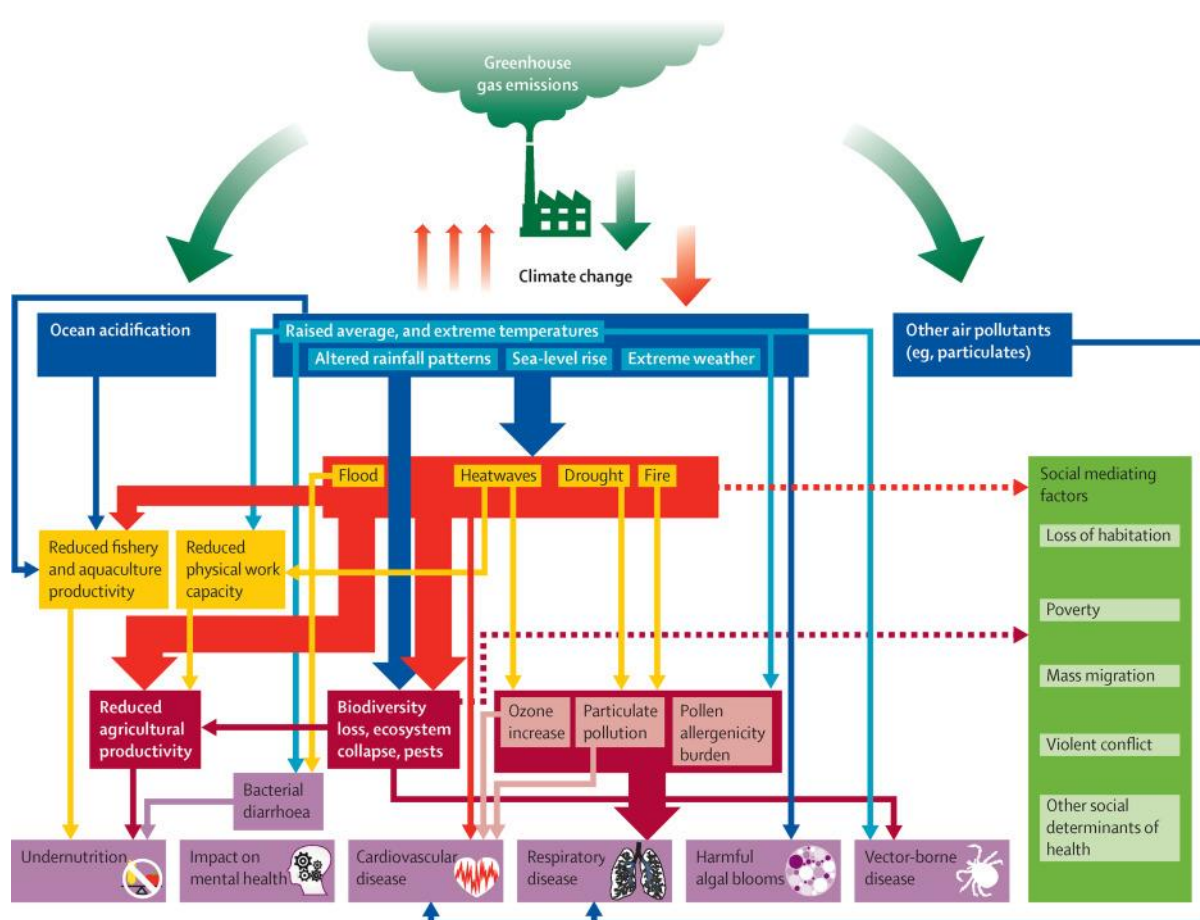 Greenhouse
gas emissions
Climate change
Ocean acidification
Raised average, and extreme temperatures
Altered rainfall patterns
Sea-level rise
Extreme weather
Other air pollutants
(eg, particulates)
Flood
Heatwaves
Drought
Fire
Social mediating
factors
Loss of habitation
Poverty
Mass migration
Violent conflict
Other social
determinants of
health
Reduced fishery
and aquaculture
productivity
Reduced
physical work
capacity
Reduced
agricultural
productivity
Biodiversity
loss, ecosystem
collapse, pests
Ozone
increase
Particulate
pollution
Pollen
allergenicity
burden
Bacterial
diarrhoea
Undernutrition
Impact on
mental health
Cardiovascular
disease
Respiratory
disease
Harmful
algal blooms
Vector-borne
disease